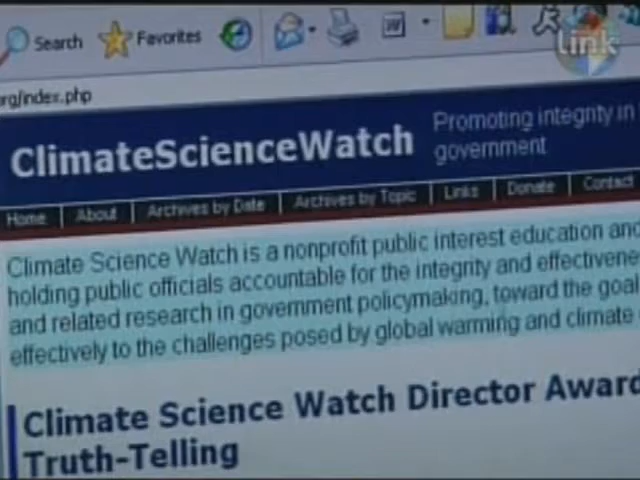 Search Favorites
link
rg/index.php
ClimateScienceWatch
Promoting integrity in
government
Home About Archives by Date Archives by Topic Links Donate Contact
Climate Science Watch is a nonprofit public interest education and
holding public officials accountable for the integrity and effectivene
and related research in government policymaking, toward the goal
effectively to the challenges posed by global warming and climate
Climate Science Watch Director Award
Truth-Telling